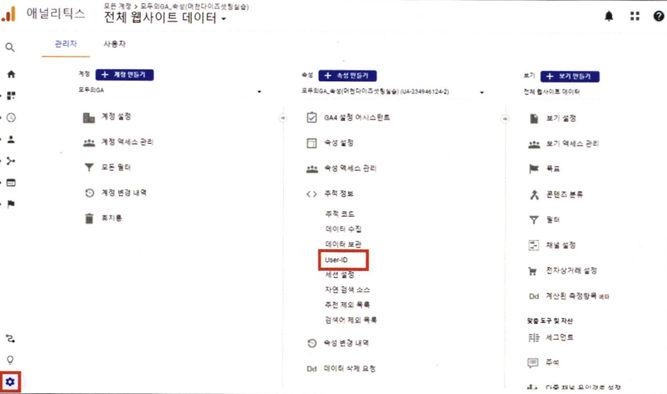 애널리틱스
모든 계정 > 모두의GA_속성(머천다이즈셋팅실습)
전체 웹사이트 데이터
관리자
사용자
계정
+ 계정 만들기
모두의GA
계정 설정
계정 액세스 관리
모든 필터
계정 변경 내역
휴지통
속성
+ 속성 만들기
모두의GA_속성(머천다이즈셋팅실습) (UA-234946124-2)
GA4 설정 어시스턴트
속성 설정
속성 액세스 관리
추적 정보
추적 코드
데이터 수집
데이터 보관
User-ID
세션 설정
자연 검색 소스
추천 제외 목록
검색어 제외 목록
속성 변경 내역
Dd 데이터 삭제 요청
보기
+ 보기 만들기
전체 웹사이트 데이터
보기 설정
보기 액세스 관리
목표
콘텐츠 분류
필터
채널 설정
전자상거래 설정
Dd 계산된 측정항목 베타
맞춤 도구 및 자산
세그먼트
주석
다중 채널 유입경로 설정